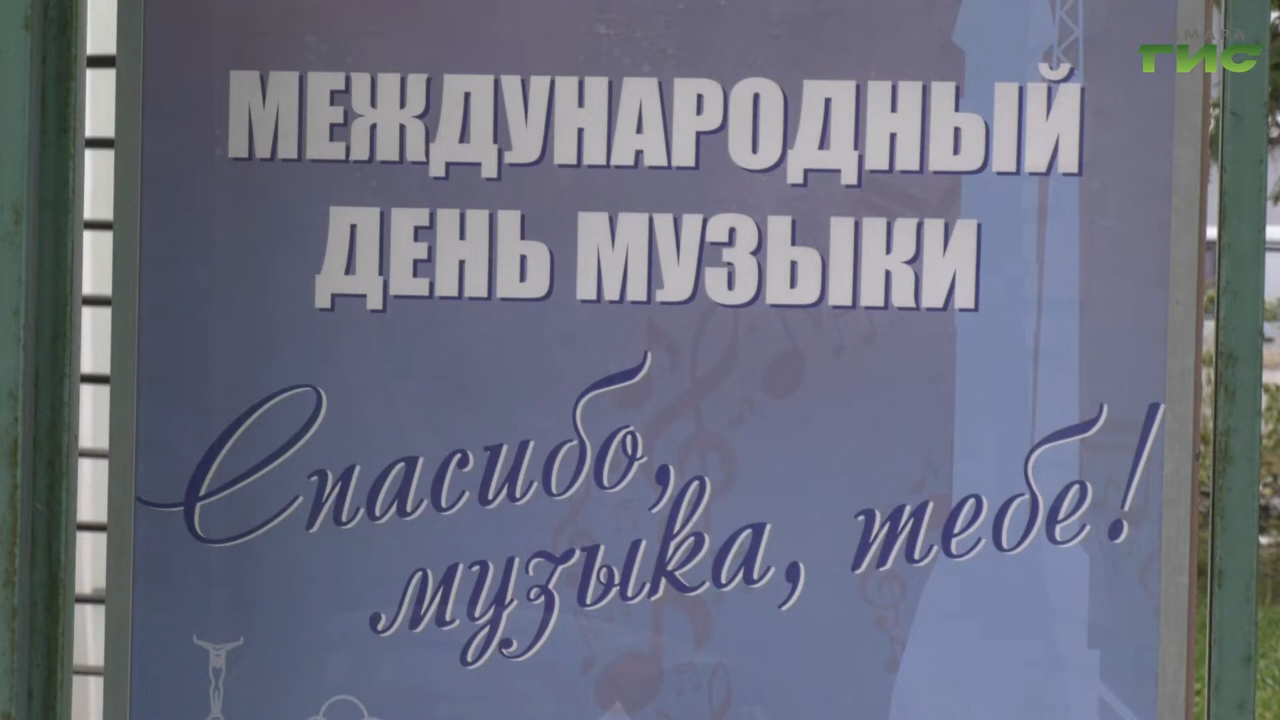 МЕЖДУНАРОДНЫЙ
ДЕНЬ МУЗЫКИ
Спасибо,
музыка, тебе!
ГИС